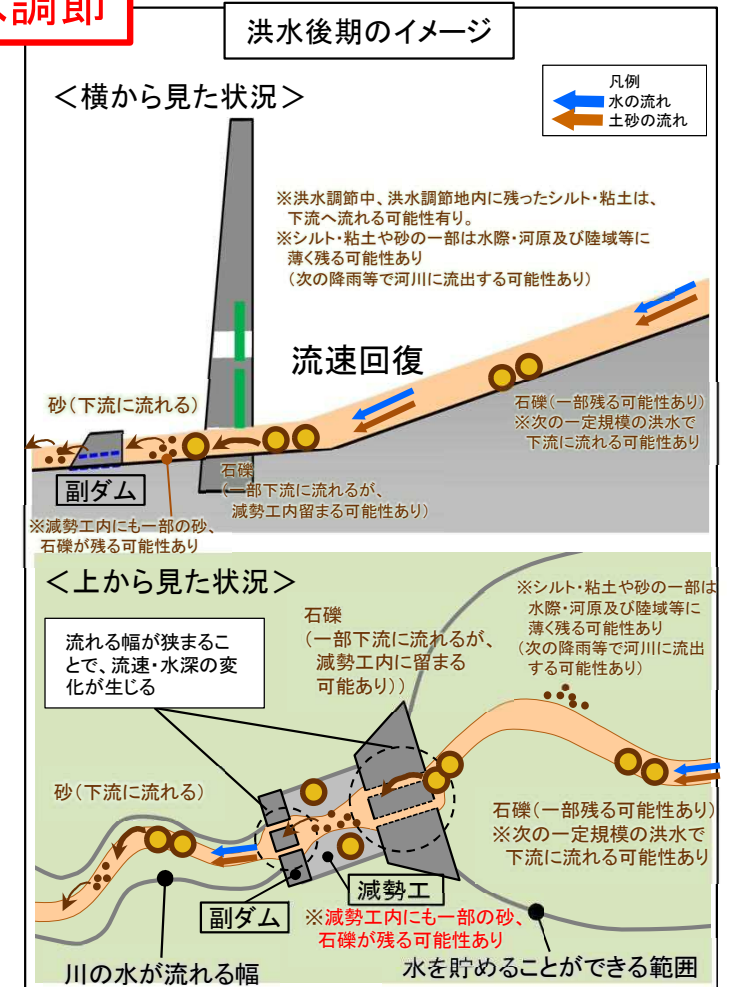 調節
洪水後期のイメージ
<横から見た状況>
凡例
水の流れ
土砂の流れ
※洪水調節中、洪水調節地内に残ったシルト・粘土は、
下流へ流れる可能性有り。
※シルト・粘土や砂の一部は水際・河原及び陸域等に
薄く残る可能性あり
(次の降雨等で河川に流出する可能性あり)
流速回復
砂(下流に流れる)
石礫(一部残る可能性あり)
※次の一定規模の洪水で
下流に流れる可能性あり
石礫
(一部下流に流れるが、
減勢工内留まる可能性あり)
副ダム
※減勢工内にも一部の砂、
石礫が残る可能性あり
<上から見た状況>
流れる幅が狭まるこ
とで、流速・水深の変
化が生じる
石礫
(一部下流に流れるが、
減勢工内に留まる
可能あり))
※シルト・粘土や砂の一部は
水際・河原及び陸域等に
薄く残る可能性あり
(次の降雨等で河川に流出
する可能性あり)
砂(下流に流れる)
石礫(一部残る可能性あり)
※次の一定規模の洪水で
下流に流れる可能性あり
減勢工
副ダム
※減勢工内にも一部の砂、
石礫が残る可能性あり
川の水が流れる幅
水を貯めることができる範囲